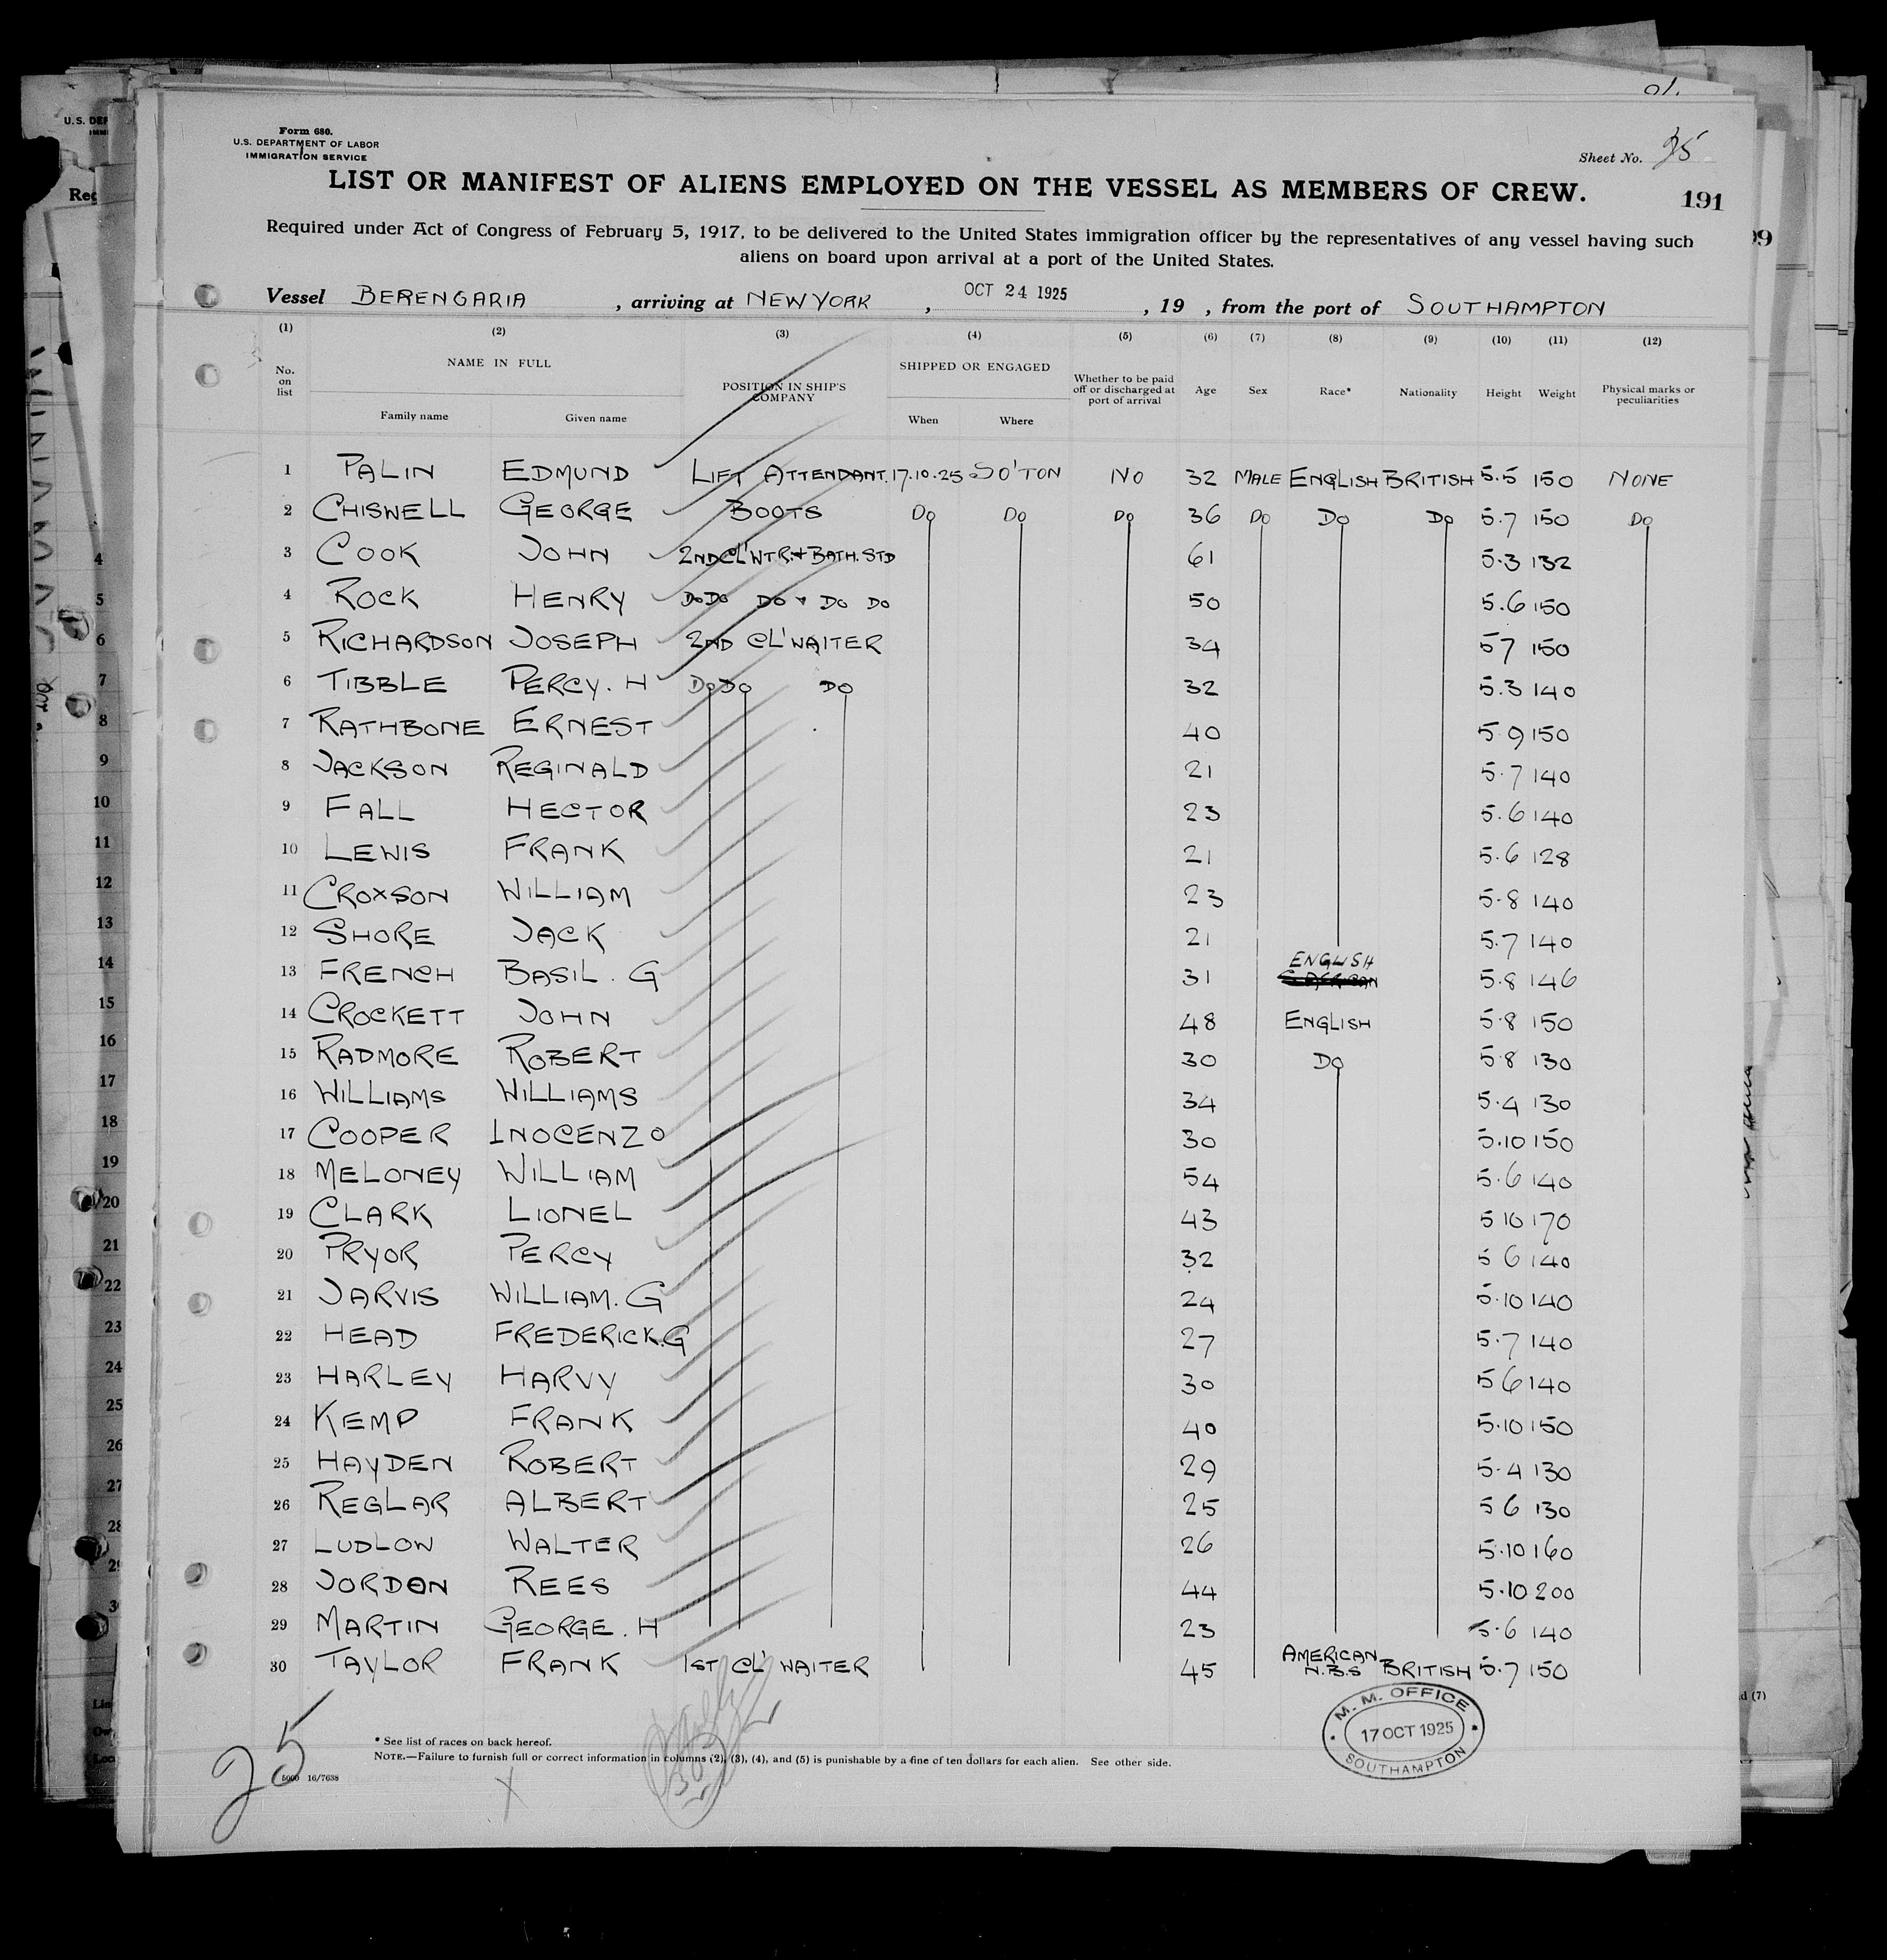 Form 680.
U.S. DEPARTMENT OF LABOR
IMMIGRATION SERVICE
Sheet No. 25
LIST OR MANIFEST OF ALIENS EMPLOYED ON THE VESSEL AS MEMBERS OF CREW.
191
Required under Act of Congress of February 5, 1917, to be delivered to the United States immigration officer by the representatives of any vessel having such
aliens on board upon arrival at a port of the United States.
Vessel BERENGARIA, arriving at NEW YORK, OCT 24 1925, 19 , from the port of SOUTHAMPTON
(1) (2) (3) (4) (5) (6) (7) (8) (9) (10) (11) (12)
No. on list NAME IN FULL Family name Given name POSITION IN SHIP'S COMPANY SHIPPED OR ENGAGED When Where Whether to be paid off or discharged at port of arrival Age Sex Race* Nationality Height Weight Physical marks or peculiarities
1 PALIN EDMUND LIFT ATTENDANT. 17.10.25 SO'TON NO 32 MALE ENGLISH BRITISH 5.5 150 NONE
2 CHISWELL GEORGE BOOTS DO DO DO 36 DO DO DO 5.7 150 DO
3 COOK JOHN 2ND CL' WTR.+ BATH. STD 61 5.3 132
4 ROCK HENRY DO DO DO + DO DO 50 5.6 150
5 RICHARDSON JOSEPH 2ND CL' WAITER 34 57 150
6 TIBBLE PERCY. H DO DO DO 32 5.3 140
7 RATHBONE ERNEST 40 5.9 150
8 JACKSON REGINALD 21 5.7 140
9 FALL HECTOR 23 5.6 140
10 LEWIS FRANK 21 5.6 128
11 CROXSON WILLIAM 23 5.8 140
12 SHORE JACK 21 5.7 140
13 FRENCH BASIL. G 31 ENGLISH 5.8 146
14 CROCKETT JOHN 48 ENGLISH 5.8 150
15 RADMORE ROBERT 30 DO 5.8 130
16 WILLIAMS WILLIAMS 34 5.4 130
17 COOPER INOCENZO 30 5.10 150
18 MELONEY WILLIAM 54 5.6 140
19 CLARK LIONEL 43 5 10 170
20 PRYOR PERCY 32 5 6 140
21 JARVIS WILLIAM. G 24 5.10 140
22 HEAD FREDERICK.G 27 5.7 140
23 HARLEY HARVY 30 5 6 140
24 KEMP FRANK 40 5.10 150
25 HAYDEN ROBERT 29 5.4 130
26 REGLAR ALBERT 25 5 6 130
27 LUDLOW WALTER 26 5.10 160
28 JORDON REES 44 5.10 200
29 MARTIN GEORGE. H 23 5.6 140
30 TAYLOR FRANK 1ST CL' WAITER 45 AMERICAN N.B.S BRITISH 5.7 150
M. M. OFFICE
17 OCT 1925
SOUTHAMPTON
* See list of races on back hereof.
NOTE.—Failure to furnish full or correct information in columns (2), (3), (4), and (5) is punishable by a fine of ten dollars for each alien. See other side.
5000 16/7638
25